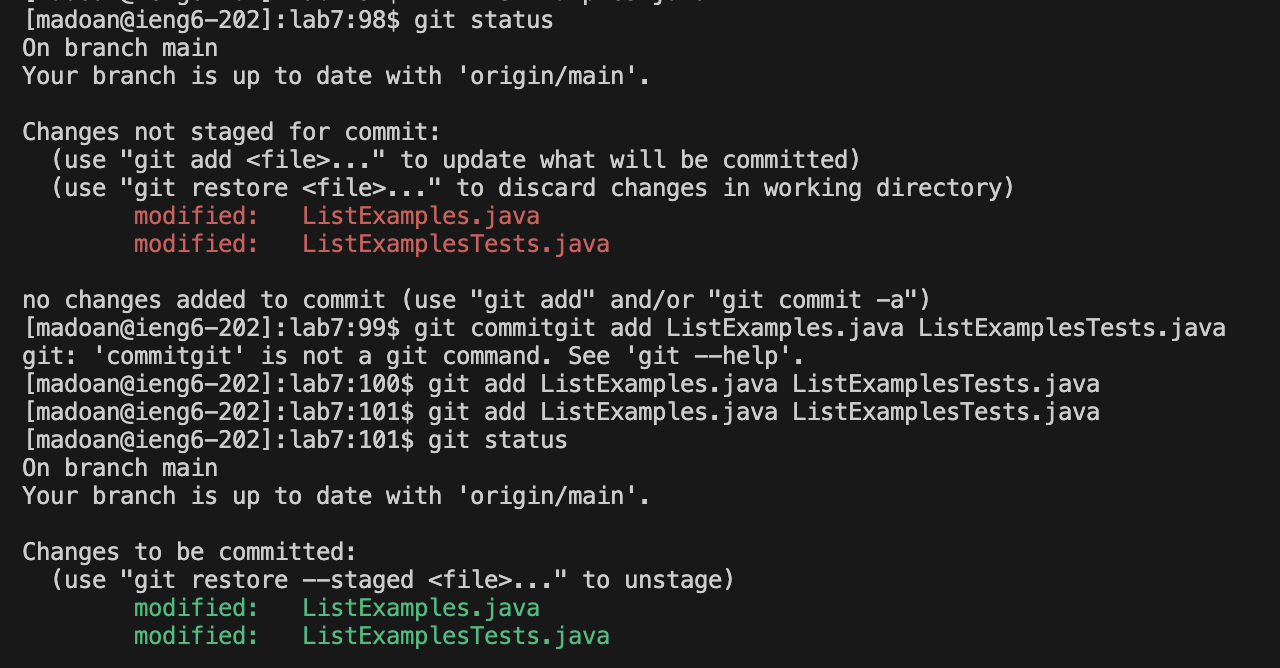 [madoan@ieng6-202]:lab7:98$ git status
On branch main
Your branch is up to date with 'origin/main'.
Changes not staged for commit:
(use "git add <file>..." to update what will be committed)
(use "git restore <file>..." to discard changes in working directory)
modified: ListExamples.java
modified: ListExamplesTests.java
no changes added to commit (use "git add" and/or "git commit -a")
[madoan@ieng6-202]:lab7:99$ git commitgit add ListExamples.java ListExamplesTests.java
git: 'commitgit' is not a git command. See 'git --help'.
[madoan@ieng6-202]:lab7:100$ git add ListExamples.java ListExamplesTests.java
[madoan@ieng6-202]:lab7:101$ git add ListExamples.java ListExamplesTests.java
[madoan@ieng6-202]:lab7:101$ git status
On branch main
Your branch is up to date with 'origin/main'.
Changes to be committed:
(use "git restore --staged <file>..." to unstage)
modified: ListExamples.java
modified: ListExamplesTests.java